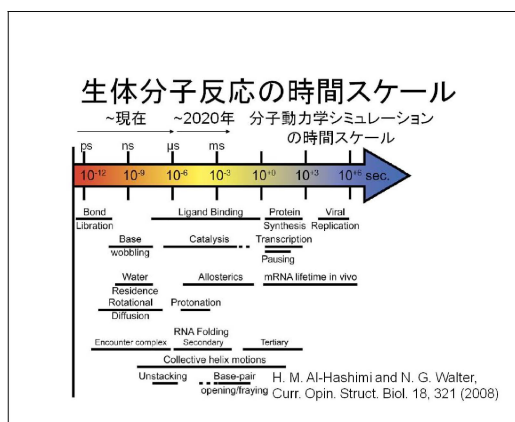 生体分子反応の時間スケール
~現在 ~2020年 分子動力学シミュレーション
の時間スケール
ps ns μs ms
10-12 10-9 10-6 10-3 10+0 10+3 10+6 sec.
Bond Ligand Binding Protein Viral
Libration Synthesis Replication
Base Catalysis Transcription
wobbling Pausing
Water Allosterics mRNA lifetime in vivo
Residence
Rotational Protonation
Diffusion
RNA Folding
Encounter complex Secondary Tertiary
Collective helix motions
Unstacking Base-pair
opening/fraying
H. M. Al-Hashimi and N. G. Walter,
Curr. Opin. Struct. Biol. 18, 321 (2008)